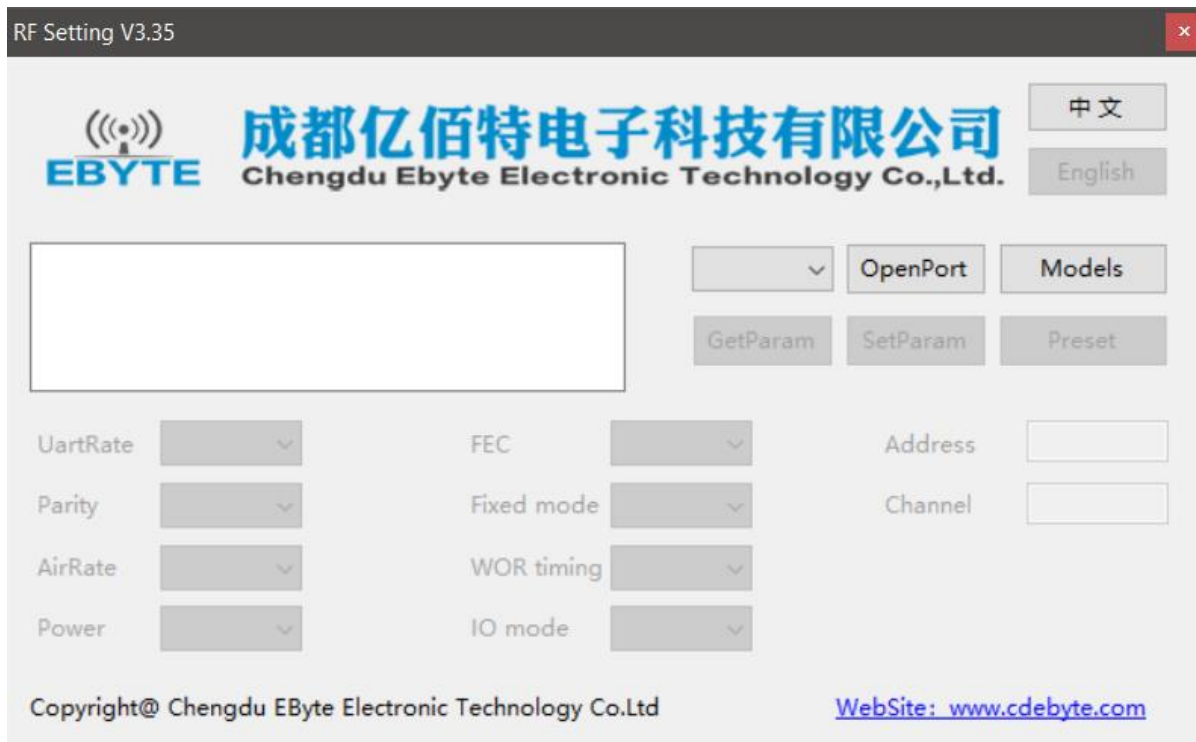 RF Setting V3.35
×
EBYTE
成都亿佰特电子科技有限公司
Chengdu Ebyte Electronic Technology Co.,Ltd.
中文
English
OpenPort
Models
GetParam
SetParam
Preset
UartRate
FEC
Address
Parity
Fixed mode
Channel
AirRate
WOR timing
Power
IO mode
Copyright@ Chengdu EByte Electronic Technology Co.Ltd
WebSite: www.cdebyte.com